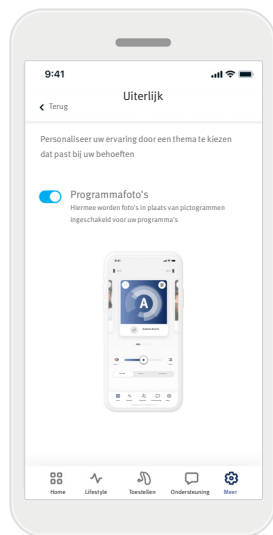 9:41
Uiterlijk
Terug
Personaliseer uw ervaring door een thema te kiezen
dat past bij uw behoeften
Programmafoto's
Hiermee worden foto's in plaats van pictogrammen
ingeschakeld voor uw programma's
A
Home Lifestyle Toestellen Ondersteuning Meer